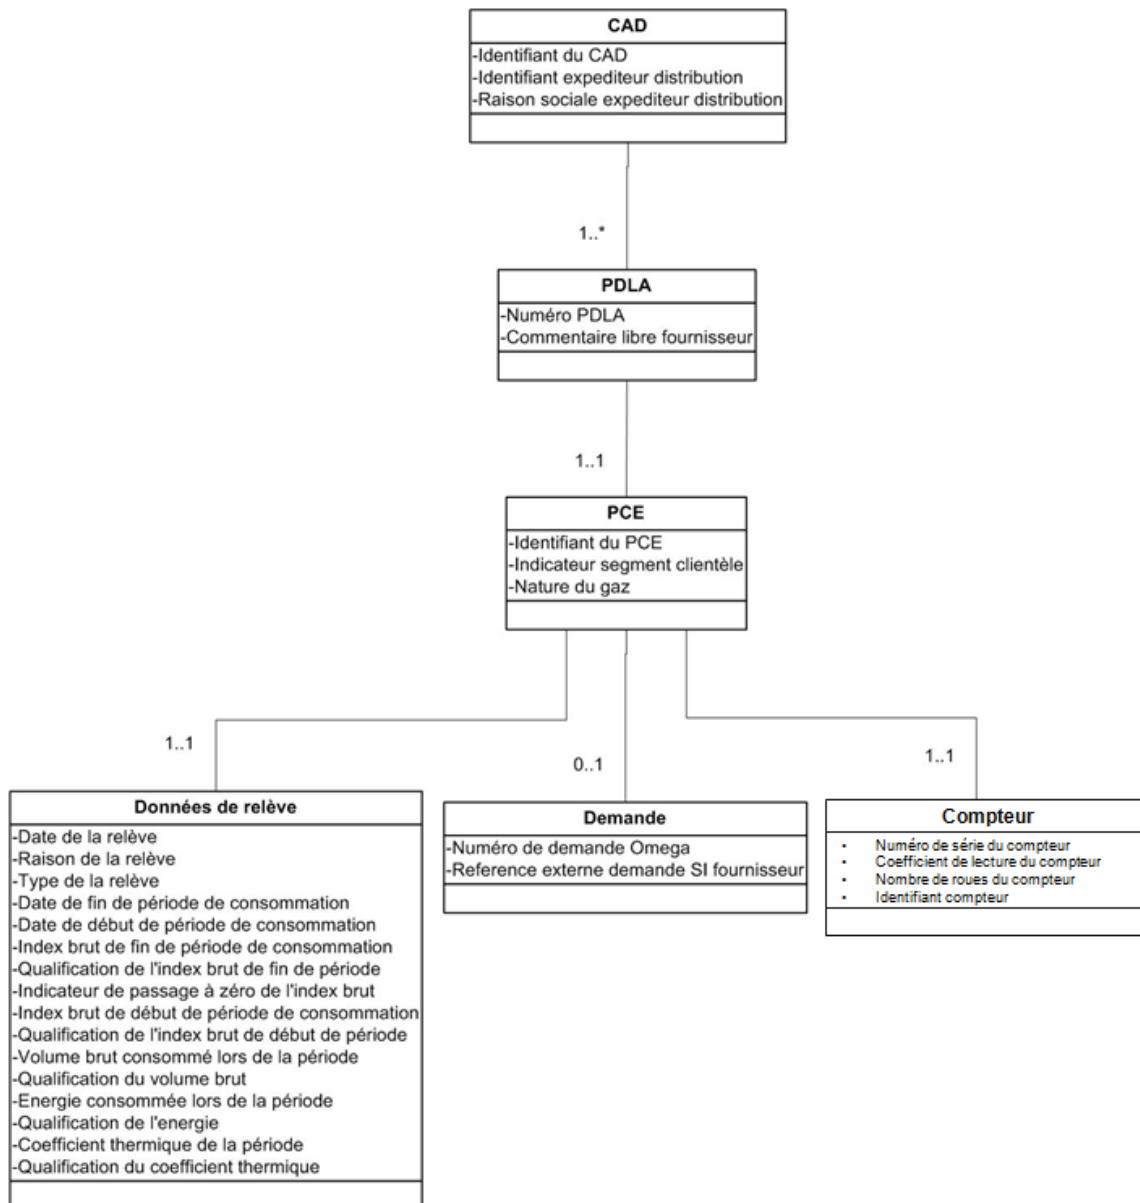 CAD
-Identifiant du CAD
-Identifiant expediteur distribution
-Raison sociale expediteur distribution
1..*
PDLA
-Numéro PDLA
-Commentaire libre fournisseur
1..1
PCE
-Identifiant du PCE
-Indicateur segment clientèle
-Nature du gaz
1..1
0..1
1..1
Données de relève
-Date de la relève
-Raison de la relève
-Type de la relève
-Date de fin de période de consommation
-Date de début de période de consommation
-Index brut de fin de période de consommation
-Qualification de l'index brut de fin de période
-Indicateur de passage à zéro de l'index brut
-Index brut de début de période de consommation
-Qualification de l'index brut de début de période
-Volume brut consommé lors de la période
-Qualification du volume brut
-Energie consommée lors de la période
-Qualification de l'energie
-Coefficient thermique de la période
-Qualification du coefficient thermique
Demande
-Numéro de demande Omega
-Reference externe demande SI fournisseur
Compteur
▪ Numéro de série du compteur
▪ Coefficient de lecture du compteur
▪ Nombre de roues du compteur
▪ Identifiant compteur